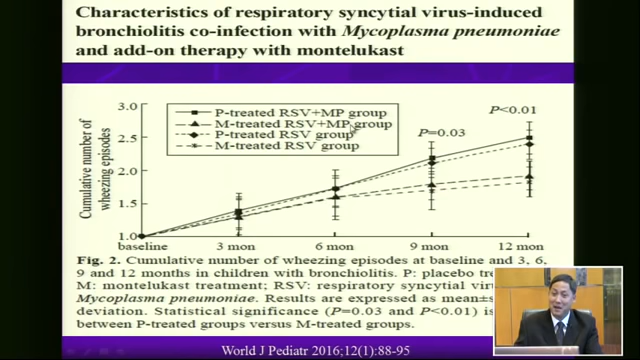 Characteristics of respiratory syncytial virus-induced
bronchiolitis co-infection with Mycoplasma pneumoniae
and add-on therapy with montelukast
Cumulative number of
wheezing episodes
3.0
2.5
2.0
1.5
1.0
P-treated RSV+MP group
M-treated RSV+MP group
P-treated RSV group
M-treated RSV group
P=0.03
P<0.01
baseline 3 mon 6 mon 9 mon 12 mon
Fig. 2. Cumulative number of wheezing episodes at baseline and 3, 6,
9 and 12 months in children with bronchiolitis. P: placebo
M: montelukast treatment; RSV: respiratory syncytial
Mycoplasma pneumoniae. Results are expressed as
deviation. Statistical significance (P=0.03 and P<0.01)
between P-treated groups versus M-treated groups.
World J Pediatr 2016;12(1):88-95